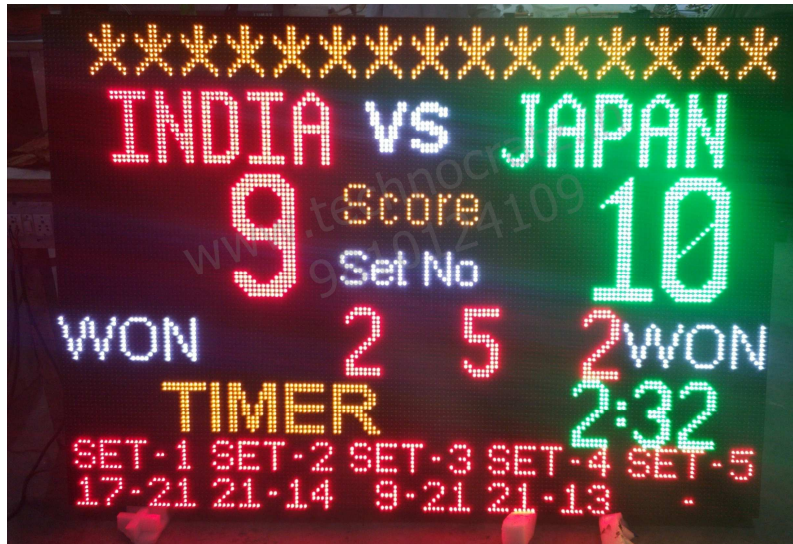 INDIA VS JAPAN
9 Score 10
Set No
WON 2 5 2 WON
TIMER 2:32
SET-1 SET-2 SET-3 SET-4 SET-5
17-21 21-14 9-21 21-13 -